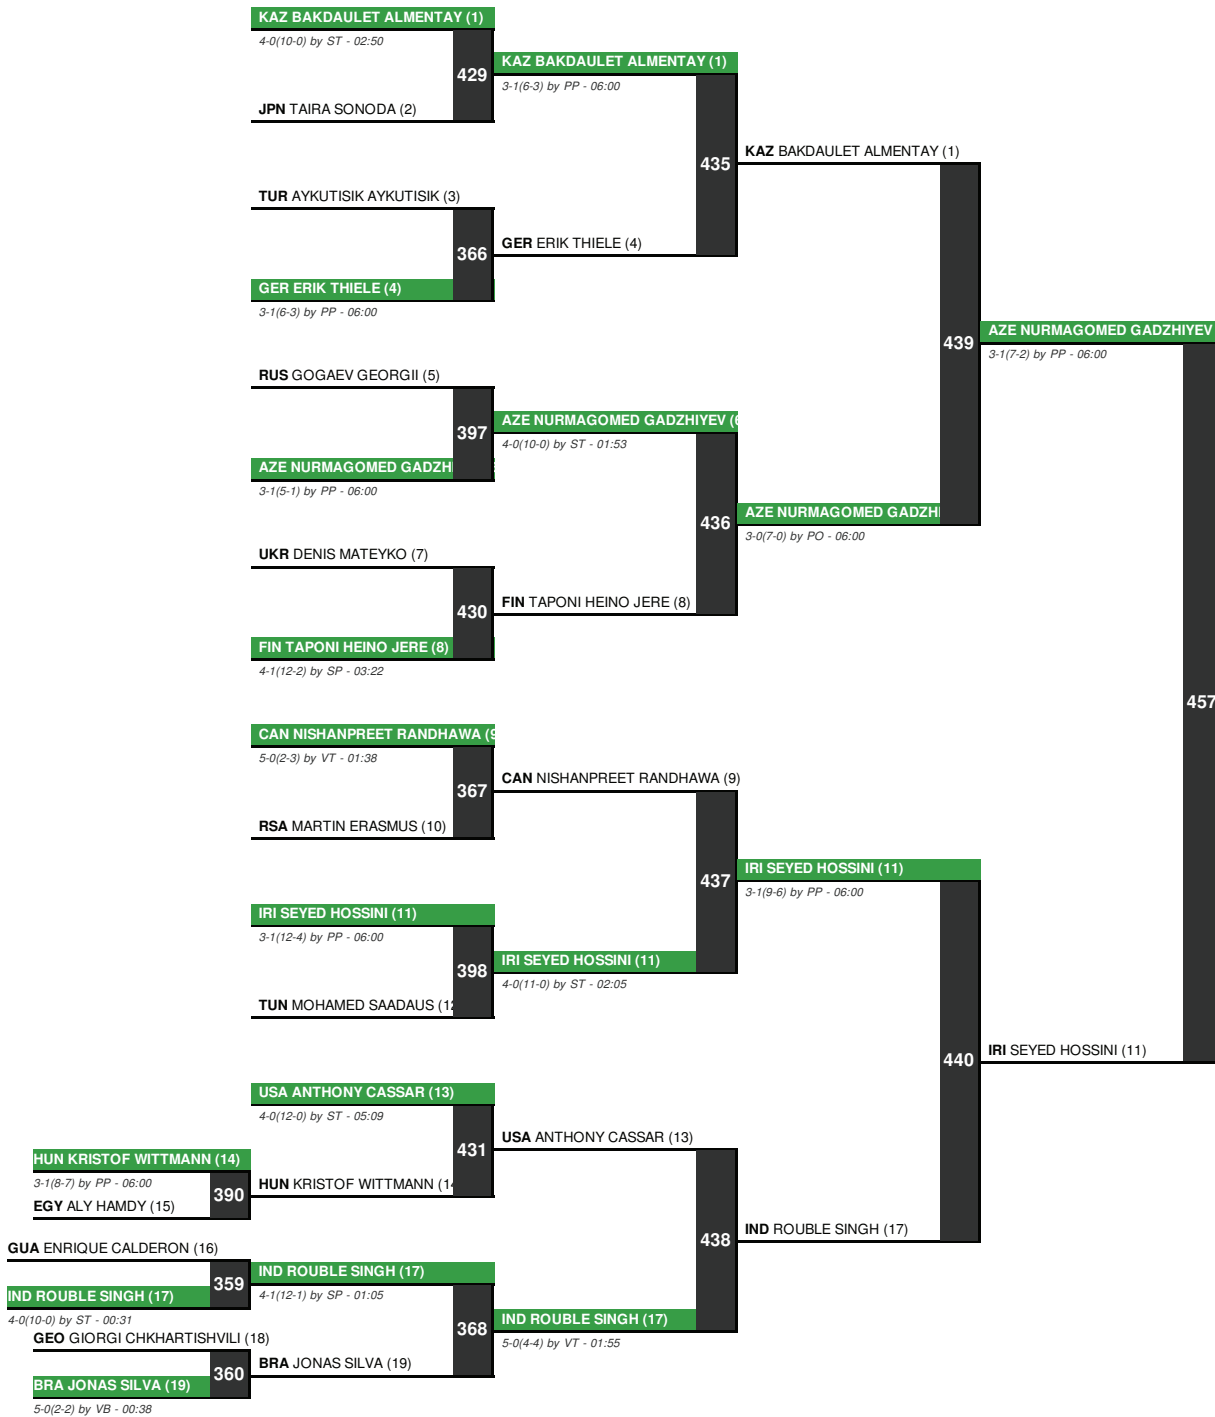 KAZ BAKDAULET ALMENTAY (1)
4-0(10-0) by ST - 02:50
429
JPN TAIRA SONODA (2)
KAZ BAKDAULET ALMENTAY (1)
3-1(6-3) by PP - 06:00
435
KAZ BAKDAULET ALMENTAY (1)
TUR AYKUTISIK AYKUTISIK (3)
366
GER ERIK THIELE (4)
GER ERIK THIELE (4)
3-1(6-3) by PP - 06:00
439
AZE NURMAGOMED GADZHIYEV
3-1(7-2) by PP - 06:00
RUS GOGAEV GEORGII (5)
397
AZE NURMAGOMED GADZH
3-1(5-1) by PP - 06:00
AZE NURMAGOMED GADZHIYEV (6
4-0(10-0) by ST - 01:53
436
AZE NURMAGOMED GADZHI
3-0(7-0) by PO - 06:00
UKR DENIS MATEYKO (7)
430
FIN TAPONI HEINO JERE (8)
FIN TAPONI HEINO JERE (8)
4-1(12-2) by SP - 03:22
457
CAN NISHANPREET RANDHAWA (9
5-0(2-3) by VT - 01:38
367
CAN NISHANPREET RANDHAWA (9)
RSA MARTIN ERASMUS (10)
437
IRI SEYED HOSSINI (11)
3-1(9-6) by PP - 06:00
IRI SEYED HOSSINI (11)
3-1(12-4) by PP - 06:00
398
IRI SEYED HOSSINI (11)
4-0(11-0) by ST - 02:05
TUN MOHAMED SAADAUS (12
440
IRI SEYED HOSSINI (11)
USA ANTHONY CASSAR (13)
4-0(12-0) by ST - 05:09
431
USA ANTHONY CASSAR (13)
HUN KRISTOF WITTMANN (14)
3-1(8-7) by PP - 06:00
390
EGY ALY HAMDY (15)
HUN KRISTOF WITTMANN (14
438
IND ROUBLE SINGH (17)
GUA ENRIQUE CALDERON (16)
359
IND ROUBLE SINGH (17)
4-0(10-0) by ST - 00:31
IND ROUBLE SINGH (17)
4-1(12-1) by SP - 01:05
368
IND ROUBLE SINGH (17)
5-0(4-4) by VT - 01:55
GEO GIORGI CHKHARTISHVILI (18)
360
BRA JONAS SILVA (19)
BRA JONAS SILVA (19)
5-0(2-2) by VB - 00:38